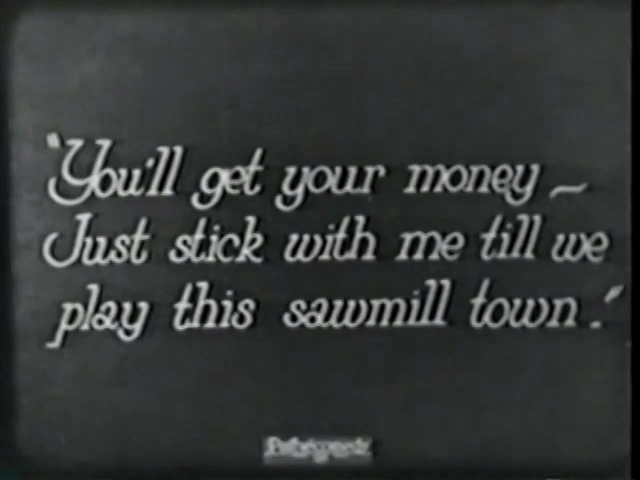 "You'll get your money —
Just stick with me till we
play this sawmill town."